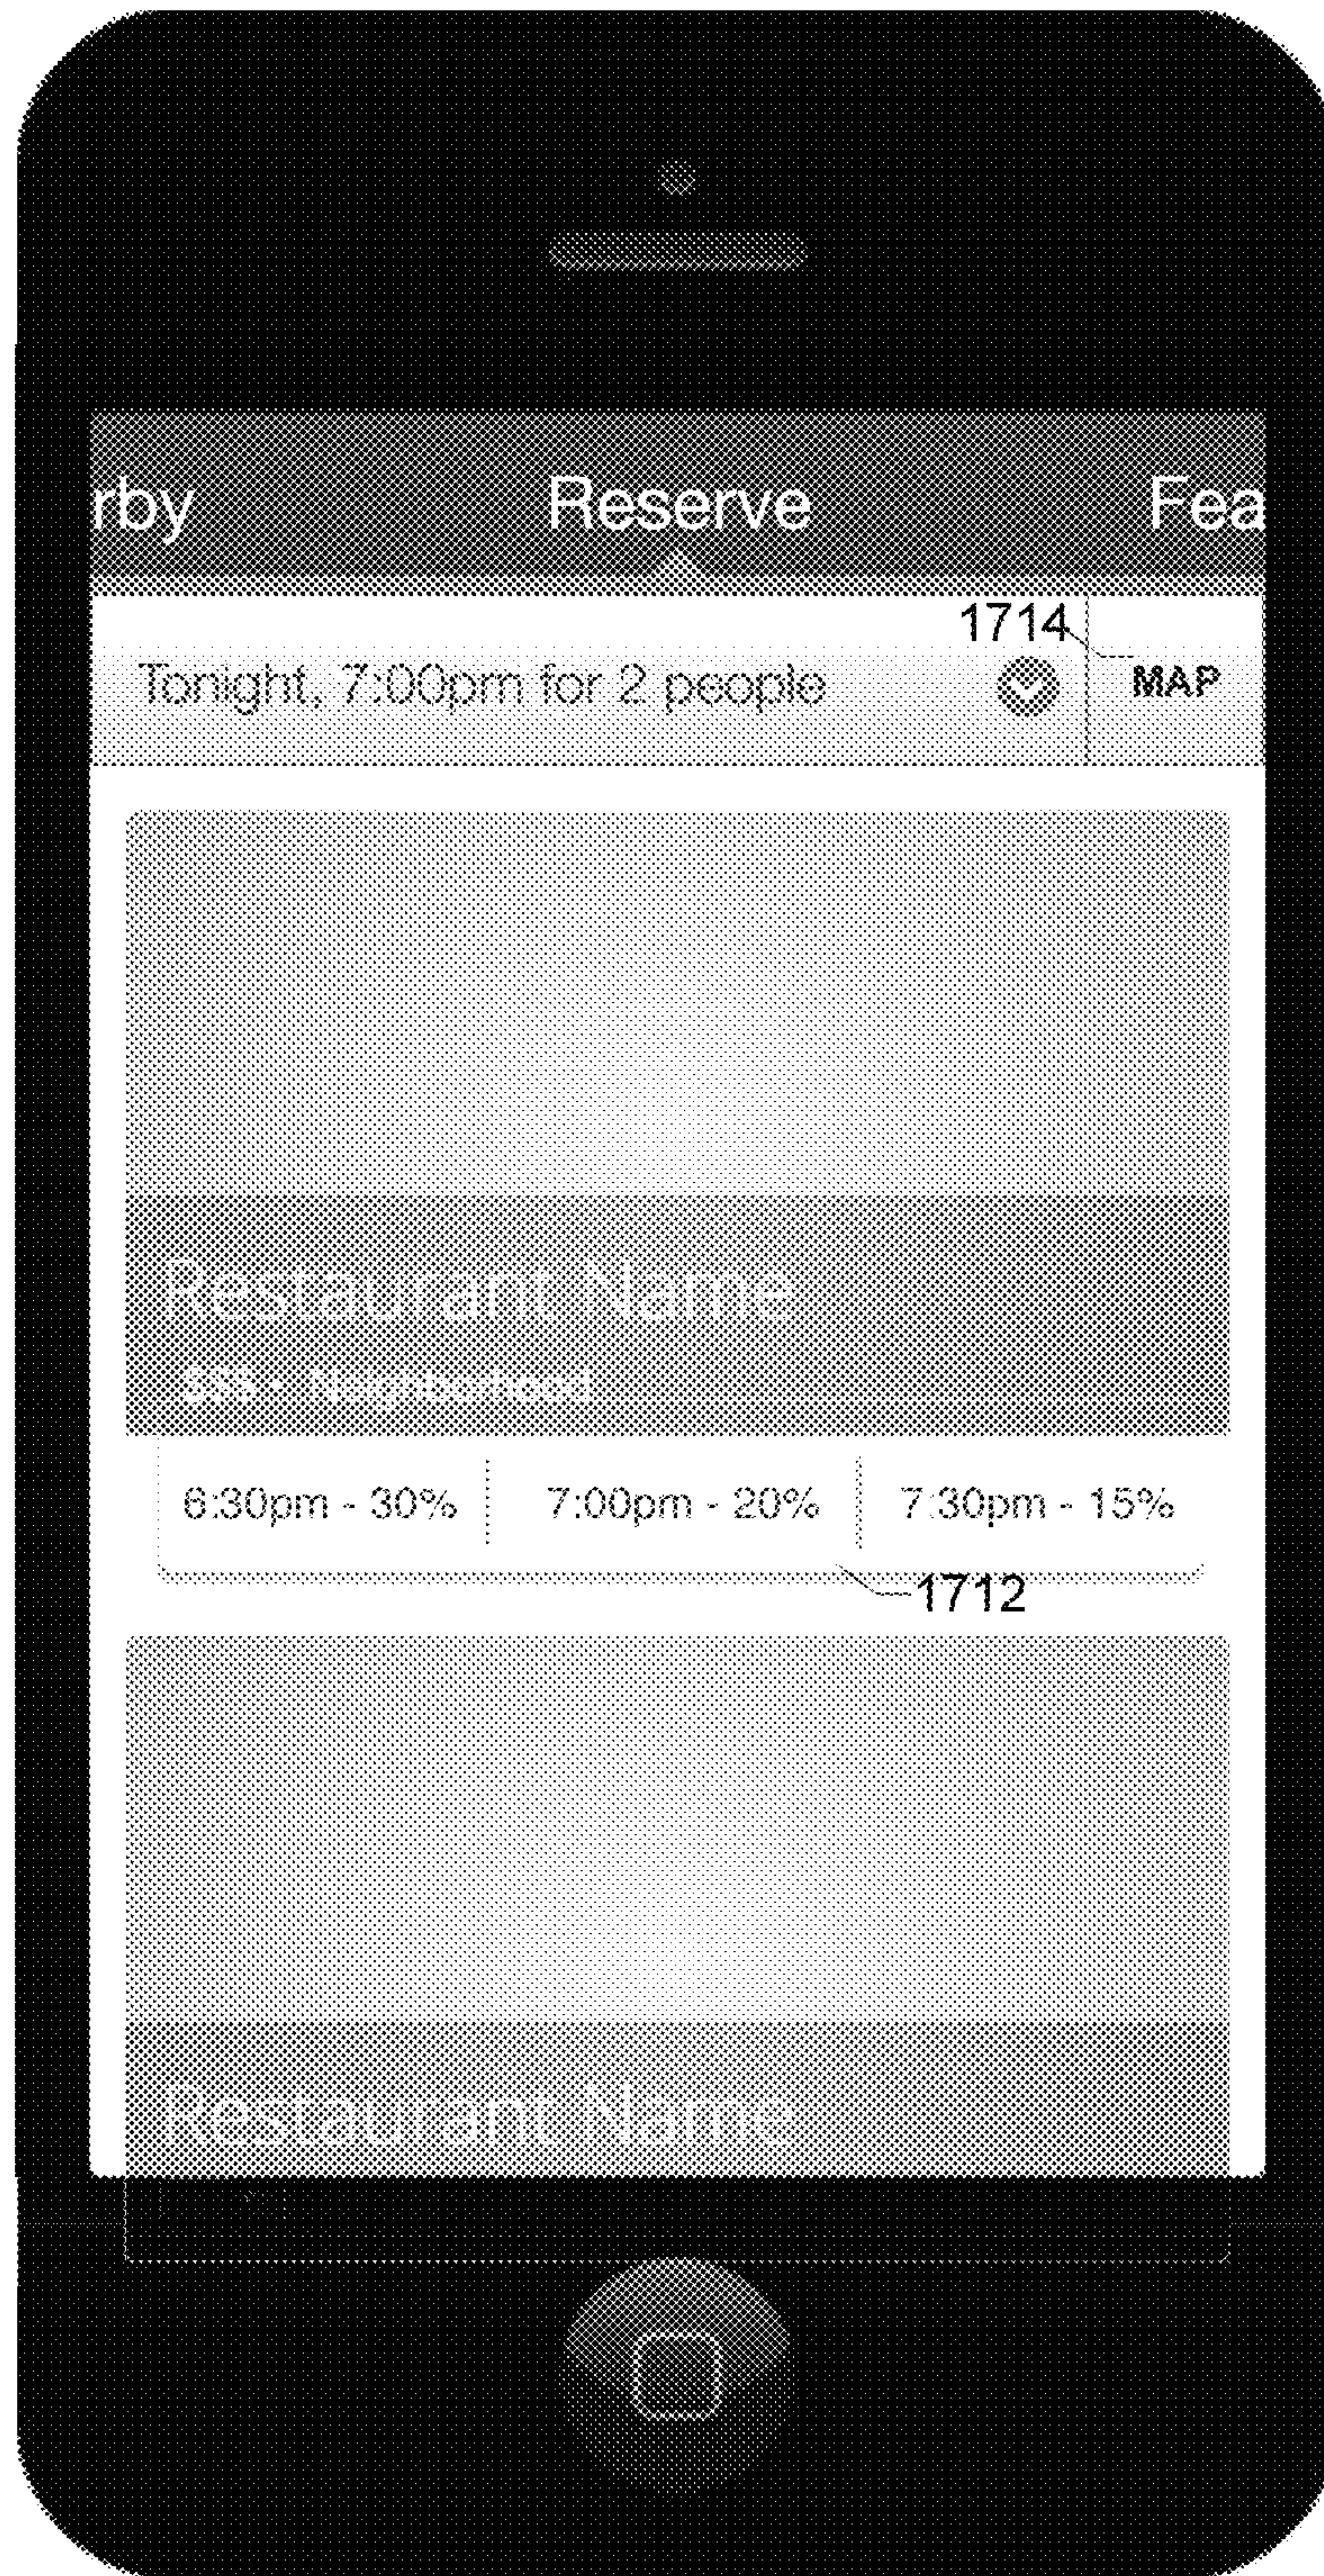 rby Reserve Fea
1714
Tonight, 7:00pm for 2 people MAP
Restaurant Name
$$$ • Neighborhood
6:30pm - 30% 7:00pm - 20% 7:30pm - 15%
1712
Restaurant Name